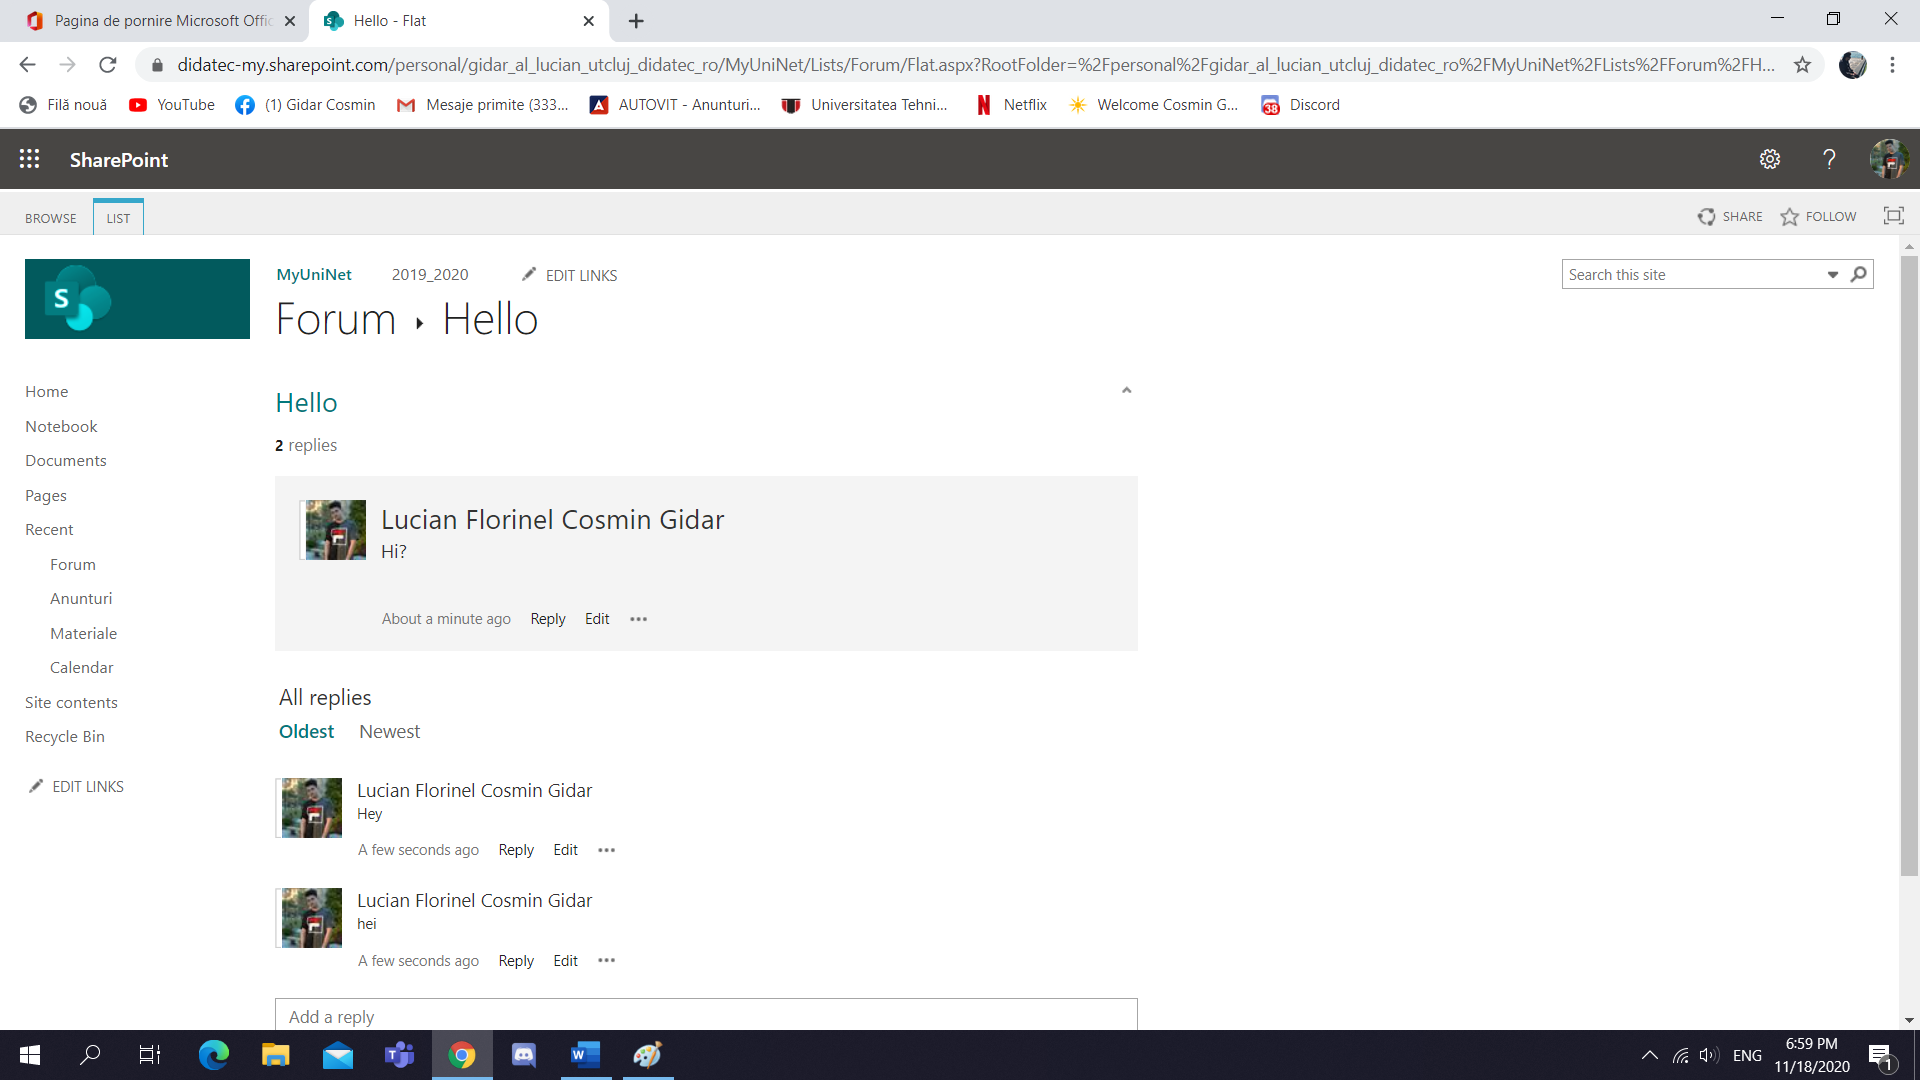 Pagina de pornire Microsoft Offic
Hello - Flat
didatec-my.sharepoint.com/personal/gidar_al_lucian_utcluj_didatec_ro/MyUniNet/Lists/Forum/Flat.aspx?RootFolder=%2Fpersonal%2Fgidar_al_lucian_utcluj_didatec_ro%2FMyUniNet%2FLists%2FForum%2FH...
Filă nouă
YouTube
(1) Gidar Cosmin
Mesaje primite (333...
AUTOVIT - Anunturi...
Universitatea Tehni...
Netflix
Welcome Cosmin G...
38
Discord
SharePoint
?
BROWSE
LIST
SHARE
FOLLOW
S
MyUniNet
2019_2020
EDIT LINKS
Search this site
Forum ▸ Hello
Home
Notebook
Documents
Pages
Recent
Forum
Anunturi
Materiale
Calendar
Site contents
Recycle Bin
EDIT LINKS
Hello
2 replies
Lucian Florinel Cosmin Gidar
Hi?
About a minute ago Reply Edit •••
All replies
Oldest Newest
Lucian Florinel Cosmin Gidar
Hey
A few seconds ago Reply Edit •••
Lucian Florinel Cosmin Gidar
hei
A few seconds ago Reply Edit •••
Add a reply
ENG
6:59 PM
11/18/2020
1